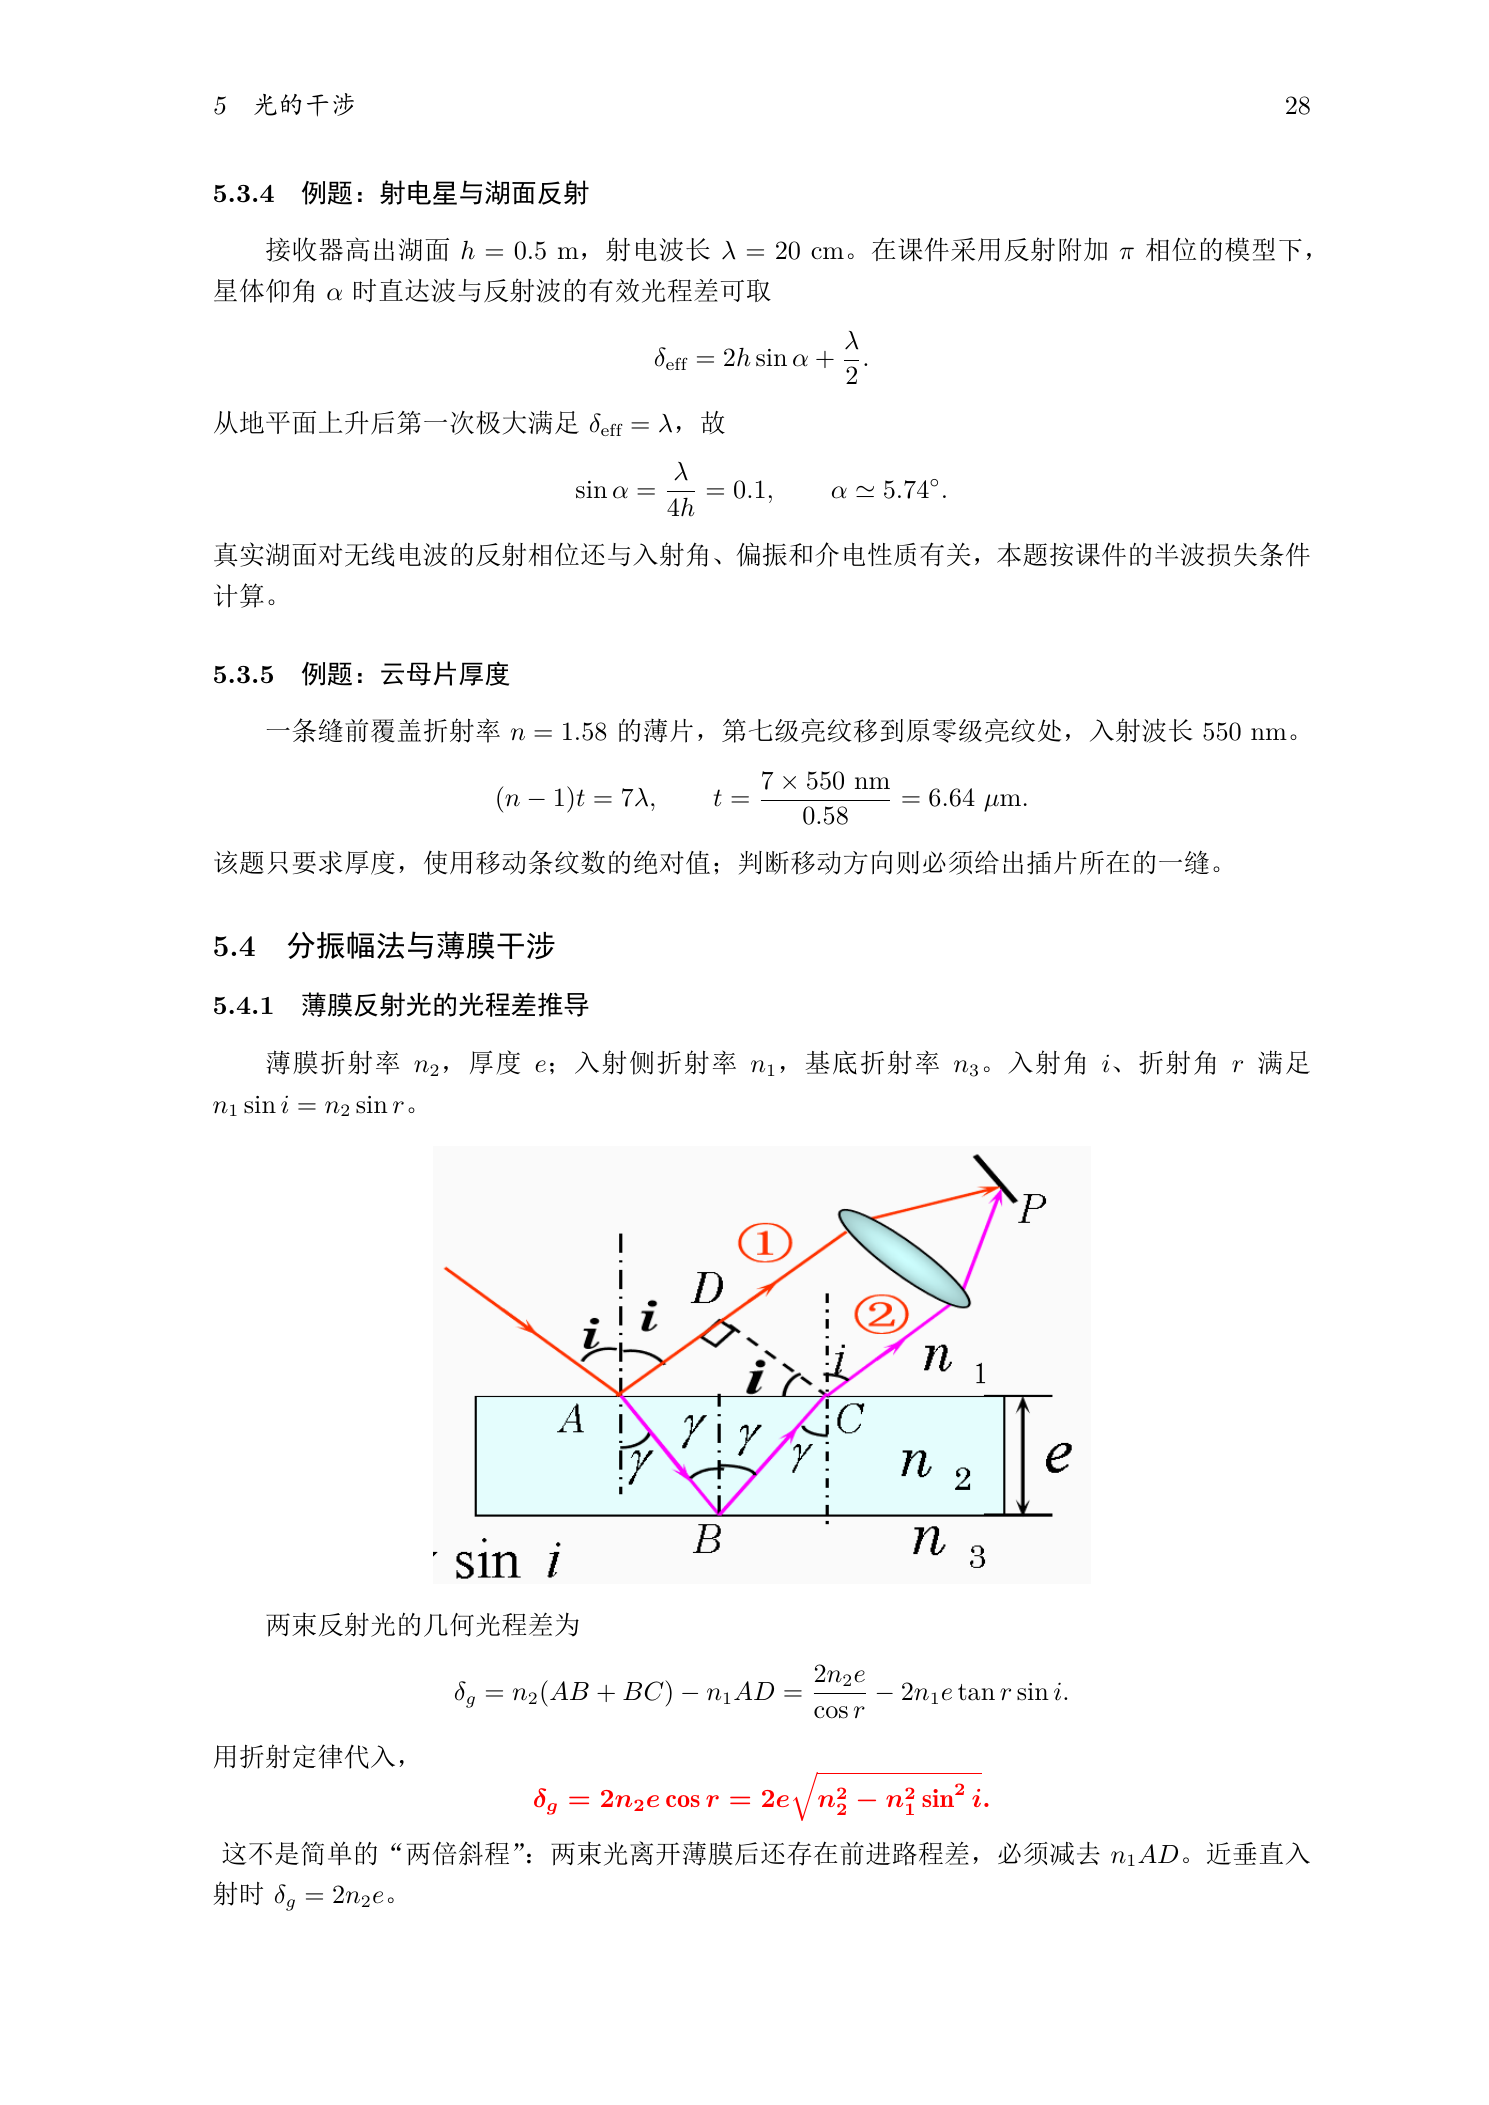 5 光的干涉 28
5.3.4 例题：射电星与湖面反射
接收器高出湖面 h = 0.5 m，射电波长 λ = 20 cm。在课件采用反射附加 π 相位的模型下，
星体仰角 α 时直达波与反射波的有效光程差可取
δ_eff = 2h sin α + λ/2.
从地平面上升后第一次极大满足 δ_eff = λ，故
sin α = λ/4h = 0.1, α ≃ 5.74°.
真实湖面对无线电波的反射相位还与入射角、偏振和介电性质有关，本题按课件的半波损失条件
计算。
5.3.5 例题：云母片厚度
一条缝前覆盖折射率 n = 1.58 的薄片，第七级亮纹移到原零级亮纹处，入射波长 550 nm。
(n − 1)t = 7λ, t = (7 × 550 nm)/0.58 = 6.64 μm.
该题只要求厚度，使用移动条纹数的绝对值；判断移动方向则必须给出插片所在的一缝。
5.4 分振幅法与薄膜干涉
5.4.1 薄膜反射光的光程差推导
薄膜折射率 n₂，厚度 e；入射侧折射率 n₁，基底折射率 n₃。入射角 i、折射角 r 满足
n₁ sin i = n₂ sin r。
P
①
D
i i
②
i i n 1
A γ γ C
γ γ n 2 e
B n 3
sin i
两束反射光的几何光程差为
δ_g = n₂(AB + BC) − n₁AD = 2n₂e/cos r − 2n₁e tan r sin i.
用折射定律代入，
δ_g = 2n₂e cos r = 2e√(n₂² − n₁² sin² i).
这不是简单的“两倍斜程”：两束光离开薄膜后还存在前进路程差，必须减去 n₁AD。近垂直入
射时 δ_g = 2n₂e。